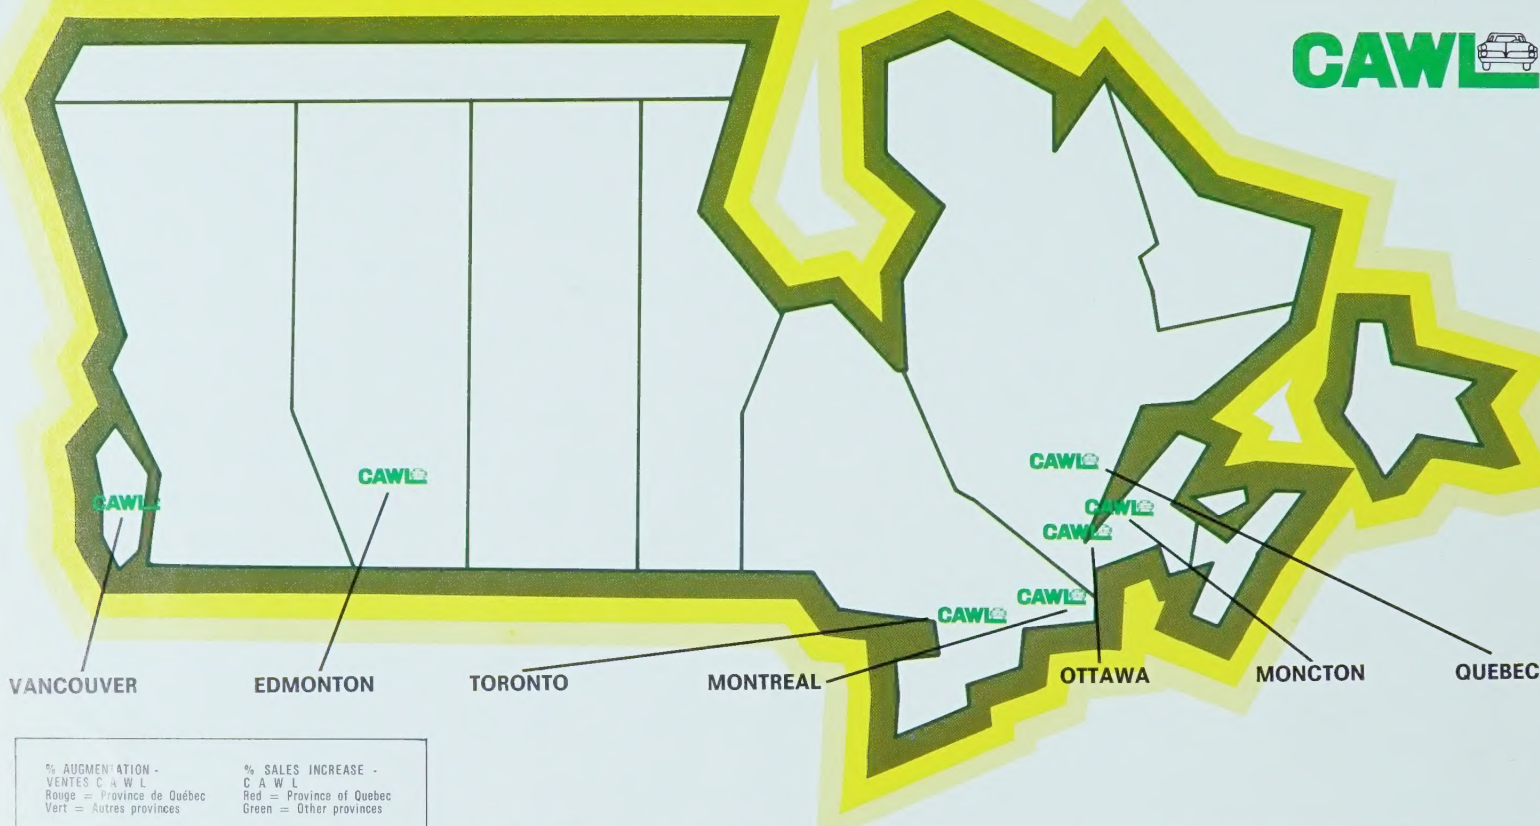 CAWL
CAWL
CAWL
CAWL
CAWL
CAWL
CAWL
CAWL
VANCOUVER EDMONTON TORONTO MONTREAL OTTAWA MONCTON QUEBEC
% AUGMENTATION -
VENTES C A W L
Rouge = Province de Québec
Vert = Autres provinces
% SALES INCREASE -
C A W L
Red = Province of Quebec
Green = Other provinces